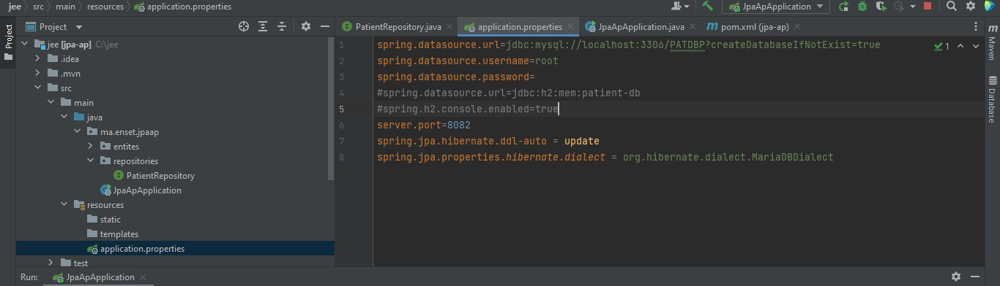 jee src main resources application.properties
JpaApApplication
Project
PatientRepository.java application.properties JpaApApplication.java pom.xml (jpa-ap)
Project
jee [jpa-ap] C:\jee
.idea
.mvn
src
main
java
ma.enset.jpaap
entites
repositories
PatientRepository
JpaApApplication
resources
static
templates
application.properties
test
1 spring.datasource.url=jdbc:mysql://localhost:3306/PATDBP?createDatabaseIfNotExist=true
2 spring.datasource.username=root
3 spring.datasource.password=
4 #spring.datasource.url=jdbc:h2:mem:patient-db
5 #spring.h2.console.enabled=true
6 server.port=8082
7 spring.jpa.hibernate.ddl-auto = update
8 spring.jpa.properties.hibernate.dialect = org.hibernate.dialect.MariaDBDialect
1
Maven
Database
Run: JpaApApplication